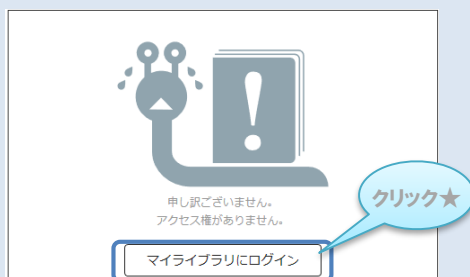 申し訳ございません。
アクセス権がありません。
クリック★
マイライブラリにログイン